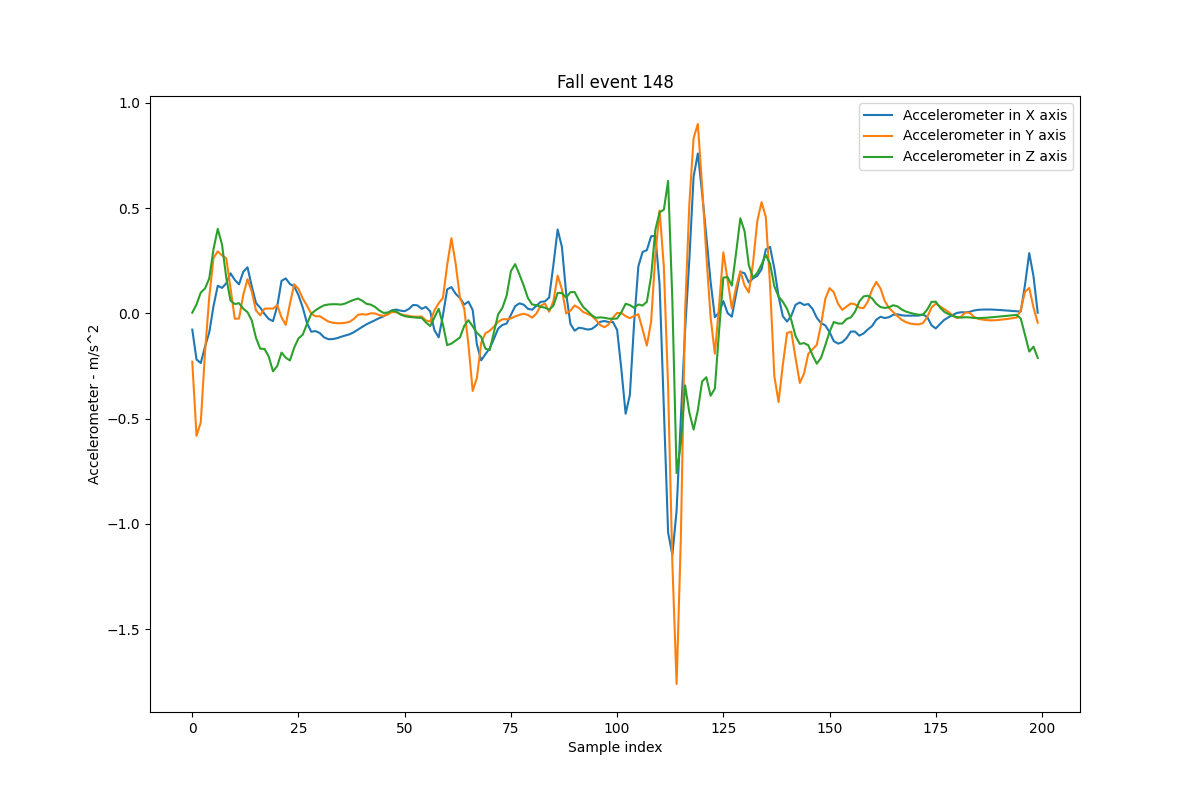 Fall event 148
Accelerometer in X axis
Accelerometer in Y axis
Accelerometer in Z axis
1.0
0.5
0.0
−0.5
−1.0
−1.5
Accelerometer - m/s^2
0 25 50 75 100 125 150 175 200
Sample index